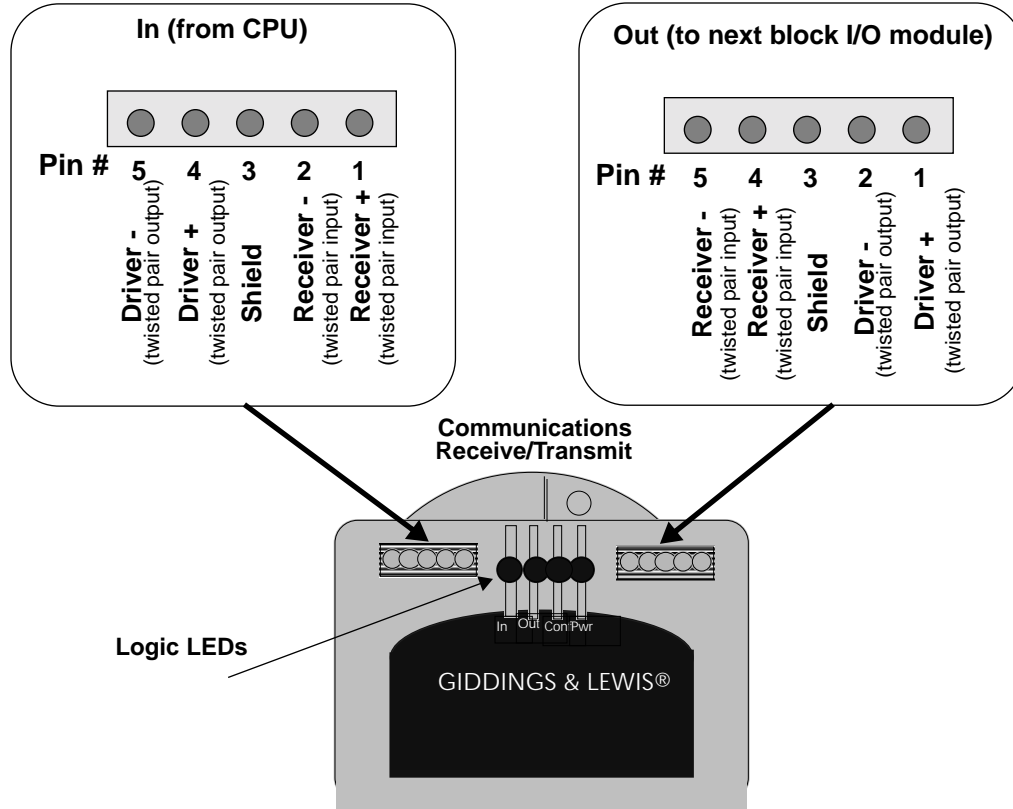 In (from CPU)
Pin #
5 4 3 2 1
Driver -
(twisted pair output)
Driver +
(twisted pair output)
Shield
Receiver -
(twisted pair input)
Receiver +
(twisted pair input)
Out (to next block I/O module)
Pin #
5 4 3 2 1
Receiver -
(twisted pair input)
Receiver +
(twisted pair input)
Shield
Driver -
(twisted pair output)
Driver +
(twisted pair output)
Communications
Receive/Transmit
Logic LEDs
In Out Conf Pwr
GIDDINGS & LEWIS®